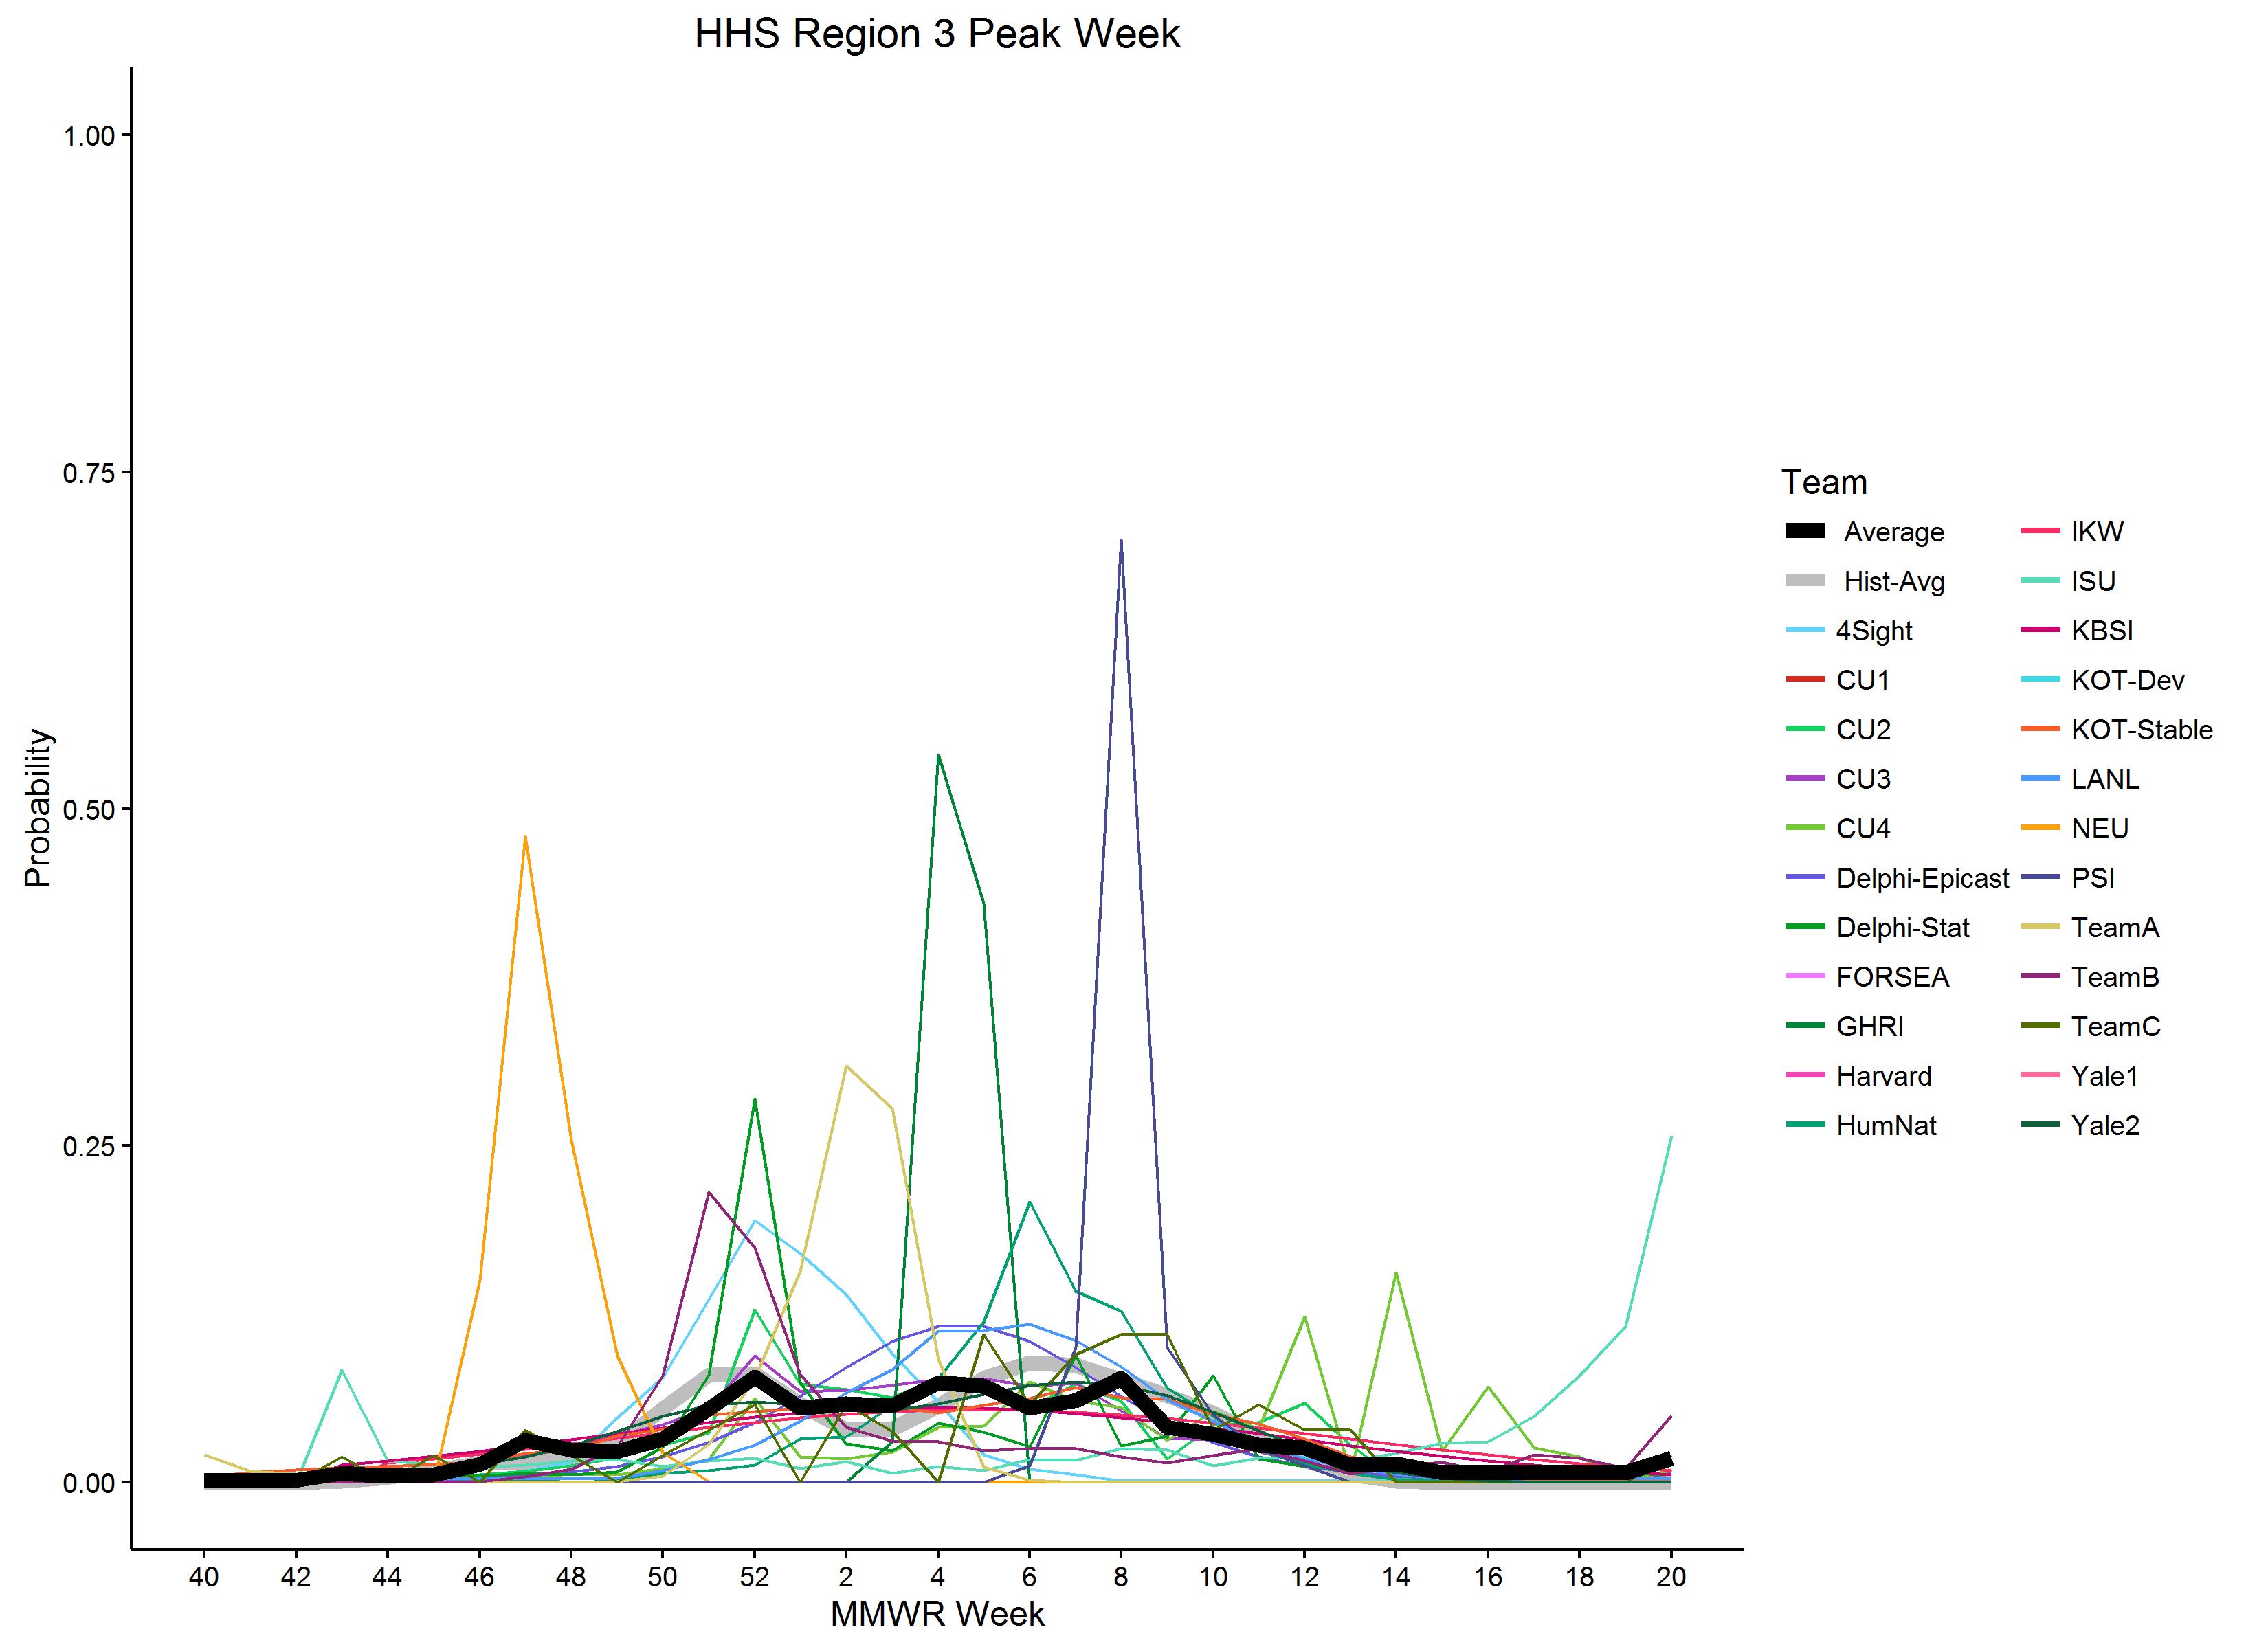 HHS Region 3 Peak Week
1.00
0.75
0.50
0.25
0.00
Probability
40 42 44 46 48 50 52 2 4 6 8 10 12 14 16 18 20
MMWR Week
Team
Average
Hist-Avg
4Sight
CU1
CU2
CU3
CU4
Delphi-Epicast
Delphi-Stat
FORSEA
GHRI
Harvard
HumNat
IKW
ISU
KBSI
KOT-Dev
KOT-Stable
LANL
NEU
PSI
TeamA
TeamB
TeamC
Yale1
Yale2